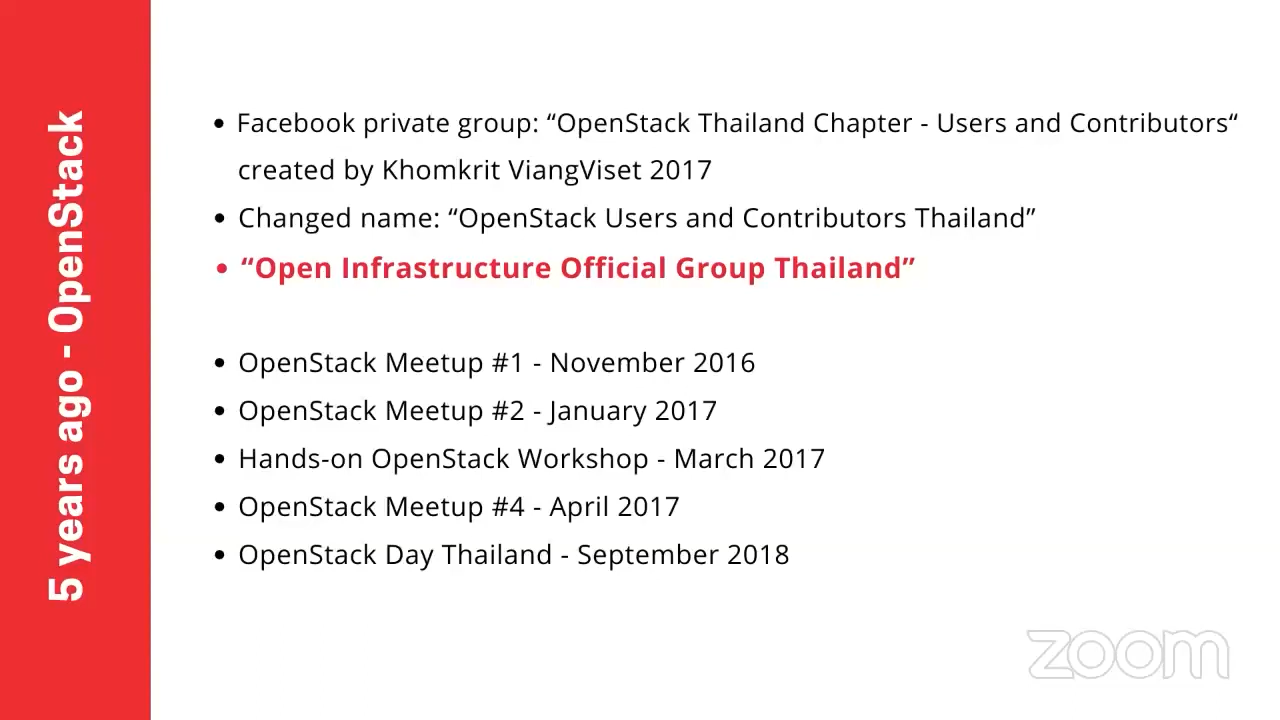 5 years ago - OpenStack
• Facebook private group: “OpenStack Thailand Chapter - Users and Contributors“
created by Khomkrit ViangViset 2017
• Changed name: “OpenStack Users and Contributors Thailand”
• “Open Infrastructure Official Group Thailand”
• OpenStack Meetup #1 - November 2016
• OpenStack Meetup #2 - January 2017
• Hands-on OpenStack Workshop - March 2017
• OpenStack Meetup #4 - April 2017
• OpenStack Day Thailand - September 2018
zoom